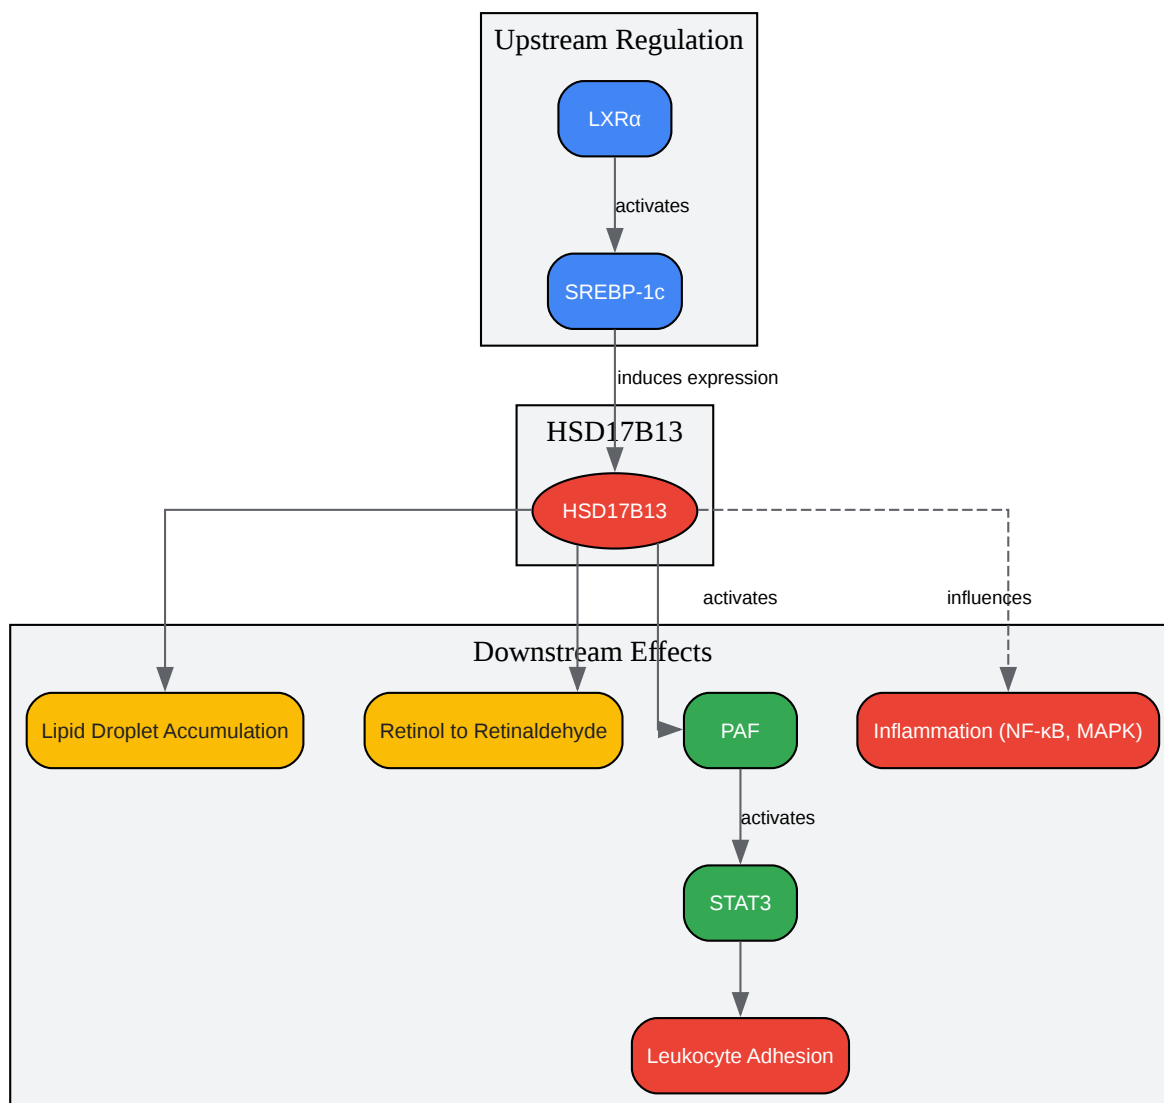 Upstream Regulation
LXRα
activates
SREBP-1c
induces expression
HSD17B13
HSD17B13
activates
influences
Downstream Effects
Lipid Droplet Accumulation
Retinol to Retinaldehyde
PAF
Inflammation (NF-κB, MAPK)
activates
STAT3
Leukocyte Adhesion